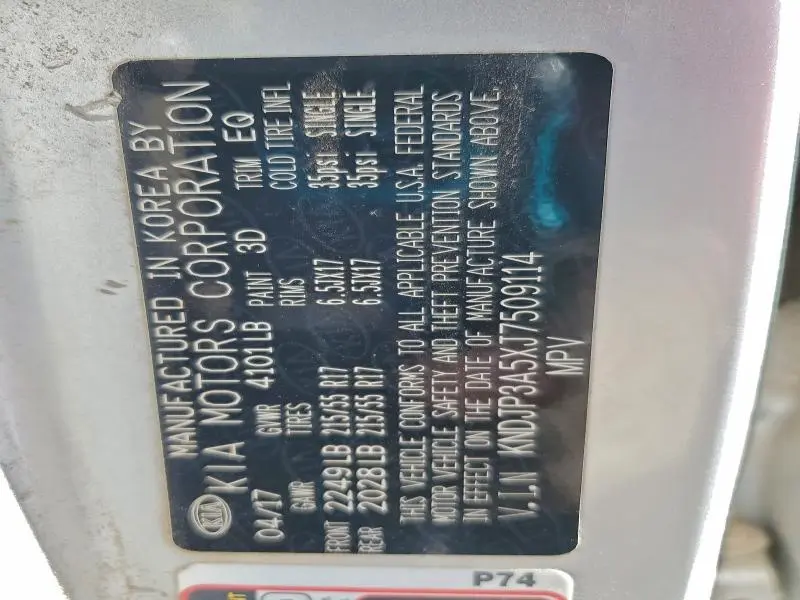 MANUFACTURED IN KOREA BY
KIA KIA MOTORS CORPORATION
04/17 GVWR 4101LB PAINT 3D TRIM EQ
GAWR TIRES RIMS COLD TIRE INFL
FRONT 2249LB 215/55 R17 6.5JX17 35psi SINGLE
REAR 2028LB 215/55 R17 6.5JX17 35psi SINGLE
THIS VEHICLE CONFORMS TO ALL APPLICABLE U.S.A. FEDERAL
MOTOR VEHICLE SAFETY AND THEFT PREVENTION STANDARDS
IN EFFECT ON THE DATE OF MANUFACTURE SHOWN ABOVE.
V.I.N KNDJP3A5XJ7509114
MPV
P74